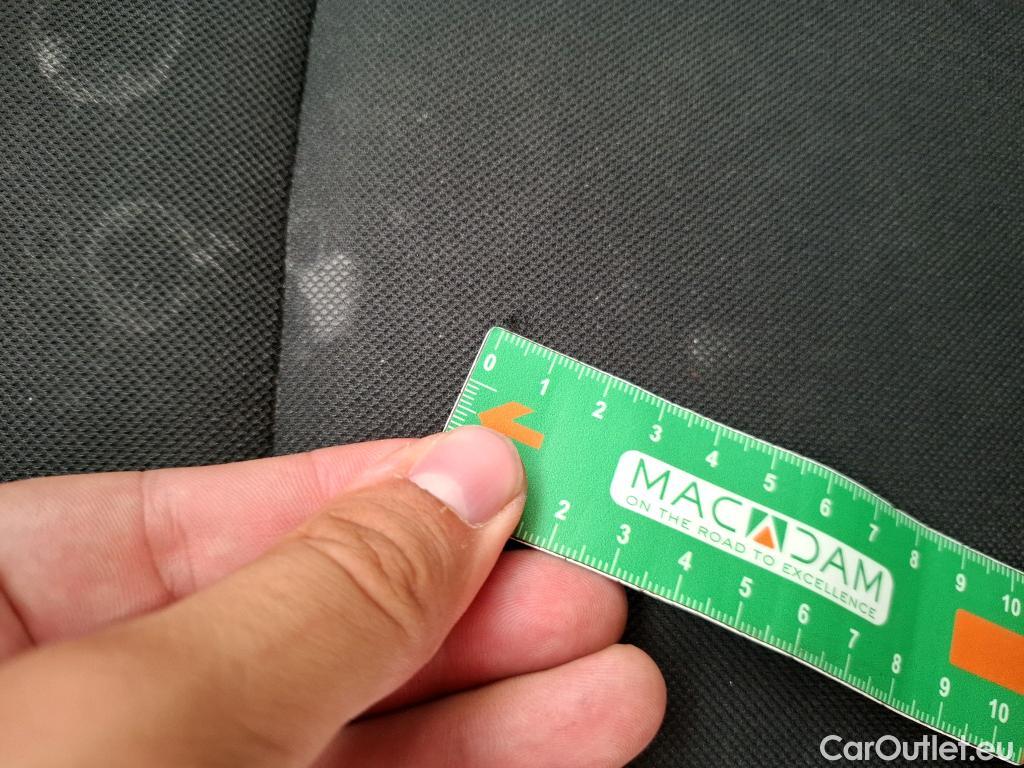 0 1 2 3 4 5 6 7 8 9 10
MACADAM
ON THE ROAD TO EXCELLENCE
2 3 4 5 6 7 8 9 10
CarOutlet.eu